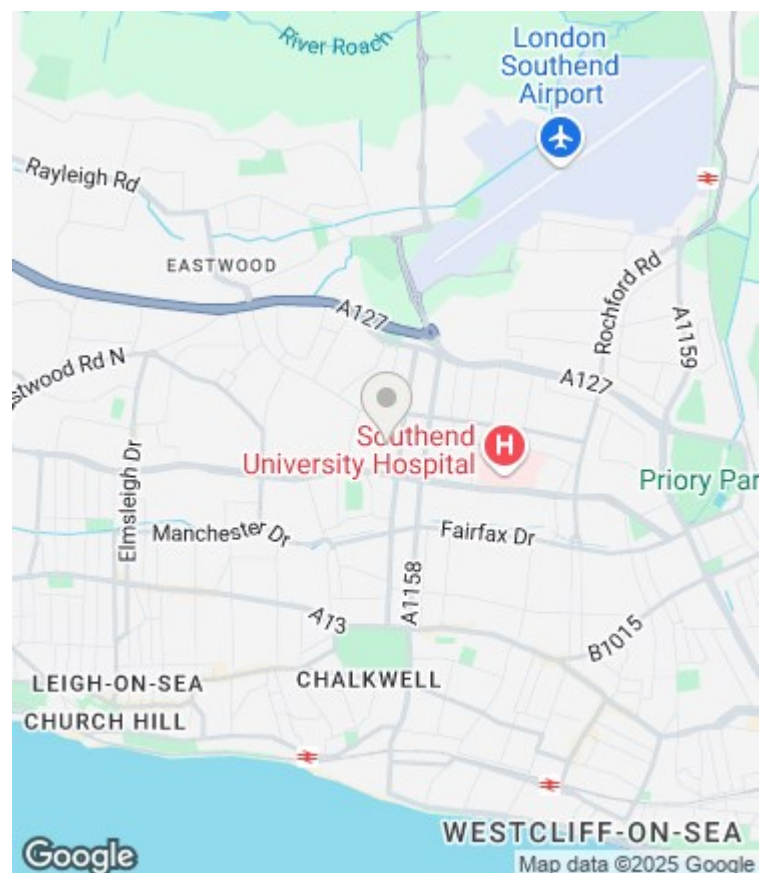 River Roach
London
Southend
Airport
Rayleigh Rd
EASTWOOD
Rochford Rd
A127
A1159
stwood Rd N
A127
Elmsleigh Dr
Southend
University Hospital
H
Priory Par
Manchester Dr
Fairfax Dr
A1158
A13
B1015
LEIGH-ON-SEA
CHALKWELL
CHURCH HILL
WESTCLIFF-ON-SEA
Google
Map data ©2025 Google